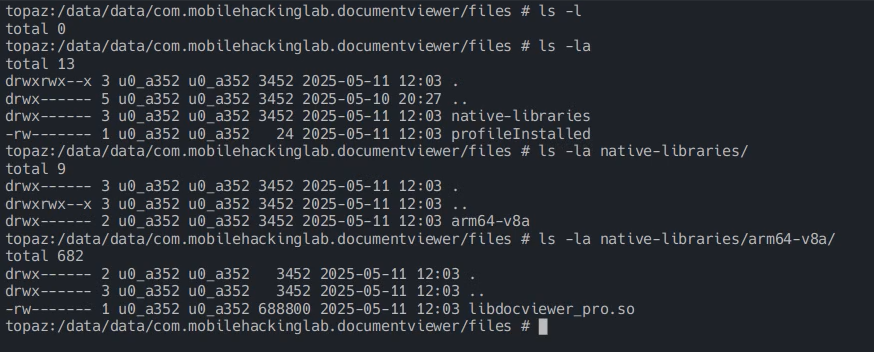 topaz:/data/data/com.mobilehackinglab.documentviewer/files # ls -l
total 0
topaz:/data/data/com.mobilehackinglab.documentviewer/files # ls -la
total 13
drwxrwx--x 3 u0_a352 u0_a352 3452 2025-05-11 12:03 .
drwx------ 5 u0_a352 u0_a352 3452 2025-05-10 20:27 ..
drwx------ 3 u0_a352 u0_a352 3452 2025-05-11 12:03 native-libraries
-rw------- 1 u0_a352 u0_a352   24 2025-05-11 12:03 profileInstalled
topaz:/data/data/com.mobilehackinglab.documentviewer/files # ls -la native-libraries/
total 9
drwx------ 3 u0_a352 u0_a352 3452 2025-05-11 12:03 .
drwxrwx--x 3 u0_a352 u0_a352 3452 2025-05-11 12:03 ..
drwx------ 2 u0_a352 u0_a352 3452 2025-05-11 12:03 arm64-v8a
topaz:/data/data/com.mobilehackinglab.documentviewer/files # ls -la native-libraries/arm64-v8a/
total 682
drwx------ 2 u0_a352 u0_a352   3452 2025-05-11 12:03 .
drwx------ 3 u0_a352 u0_a352   3452 2025-05-11 12:03 ..
-rw------- 1 u0_a352 u0_a352 688800 2025-05-11 12:03 libdocviewer_pro.so
topaz:/data/data/com.mobilehackinglab.documentviewer/files #